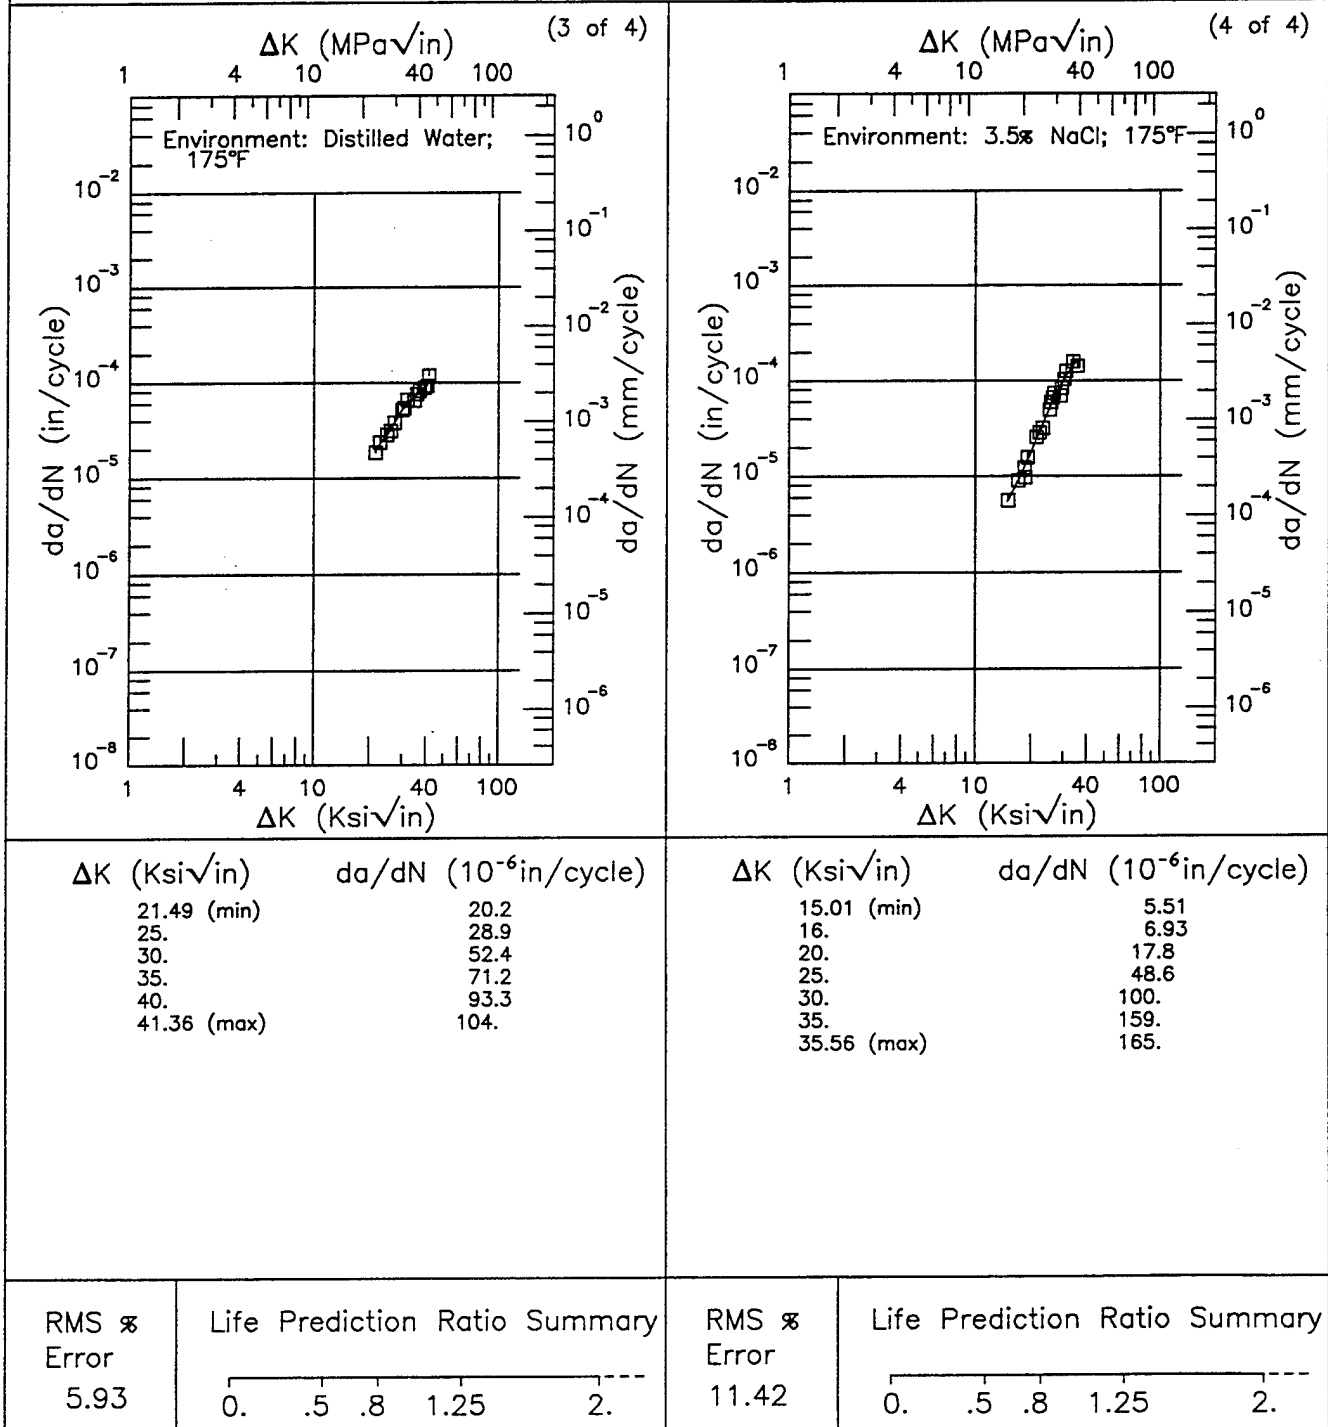 (3 of 4)
ΔK (MPa√in)
1 4 10 40 100
Environment: Distilled Water;
175°F
da/dN (in/cycle)
10⁻²
10⁻³
10⁻⁴
10⁻⁵
10⁻⁶
10⁻⁷
10⁻⁸
10⁰
10⁻¹
10⁻²
10⁻³
10⁻⁴
10⁻⁵
10⁻⁶
da/dN (mm/cycle)
1 4 10 40 100
ΔK (Ksi√in)
ΔK (Ksi√in) da/dN (10⁻⁶in/cycle)
21.49 (min) 20.2
25. 28.9
30. 52.4
35. 71.2
40. 93.3
41.36 (max) 104.
RMS %
Error
5.93
Life Prediction Ratio Summary
0. .5 .8 1.25 2.
(4 of 4)
ΔK (MPa√in)
1 4 10 40 100
Environment: 3.5% NaCl; 175°F
da/dN (in/cycle)
10⁻²
10⁻³
10⁻⁴
10⁻⁵
10⁻⁶
10⁻⁷
10⁻⁸
10⁰
10⁻¹
10⁻²
10⁻³
10⁻⁴
10⁻⁵
10⁻⁶
da/dN (mm/cycle)
1 4 10 40 100
ΔK (Ksi√in)
ΔK (Ksi√in) da/dN (10⁻⁶in/cycle)
15.01 (min) 5.51
16. 6.93
20. 17.8
25. 48.6
30. 100.
35. 159.
35.56 (max) 165.
RMS %
Error
11.42
Life Prediction Ratio Summary
0. .5 .8 1.25 2.